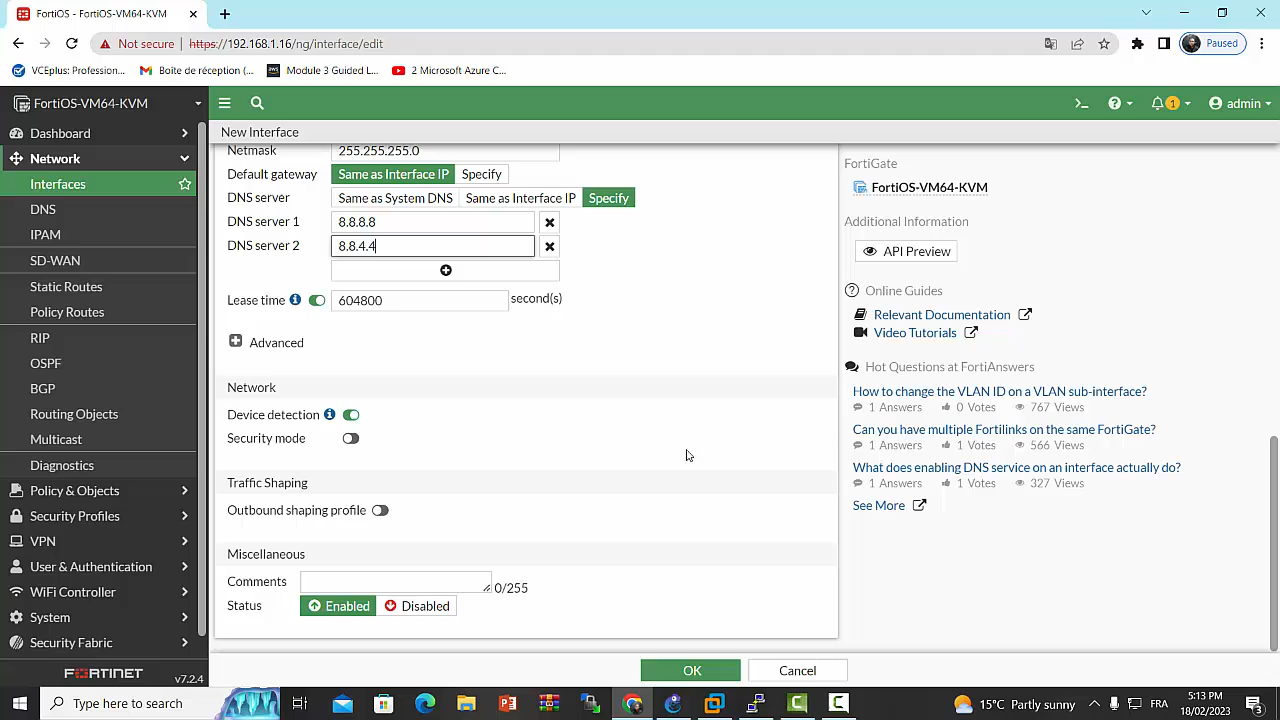 FortiOS - FortiOS-VM64-KVM
Not secure https://192.168.1.16/ng/interface/edit Paused
VCEplus: Profession... Boîte de réception (... Module 3 Guided L... 2 Microsoft Azure C...
FortiOS-VM64-KVM
1 admin
Dashboard
Network
Interfaces
DNS
IPAM
SD-WAN
Static Routes
Policy Routes
RIP
OSPF
BGP
Routing Objects
Multicast
Diagnostics
Policy & Objects
Security Profiles
VPN
User & Authentication
WiFi Controller
System
Security Fabric
FORTINET v7.2.4
New Interface
Netmask 255.255.255.0
Default gateway Same as Interface IP Specify
DNS server Same as System DNS Same as Interface IP Specify
DNS server 1 8.8.8.8
DNS server 2 8.8.4.4
Lease time 604800 second(s)
Advanced
Network
Device detection
Security mode
Traffic Shaping
Outbound shaping profile
Miscellaneous
Comments 0/255
Status Enabled Disabled
OK Cancel
FortiGate
FortiOS-VM64-KVM
Additional Information
API Preview
Online Guides
Relevant Documentation
Video Tutorials
Hot Questions at FortiAnswers
How to change the VLAN ID on a VLAN sub-interface?
1 Answers 0 Votes 767 Views
Can you have multiple Fortilinks on the same FortiGate?
1 Answers 1 Votes 566 Views
What does enabling DNS service on an interface actually do?
1 Answers 1 Votes 327 Views
See More
Type here to search
15°C Partly sunny FRA
5:13 PM
18/02/2023
3